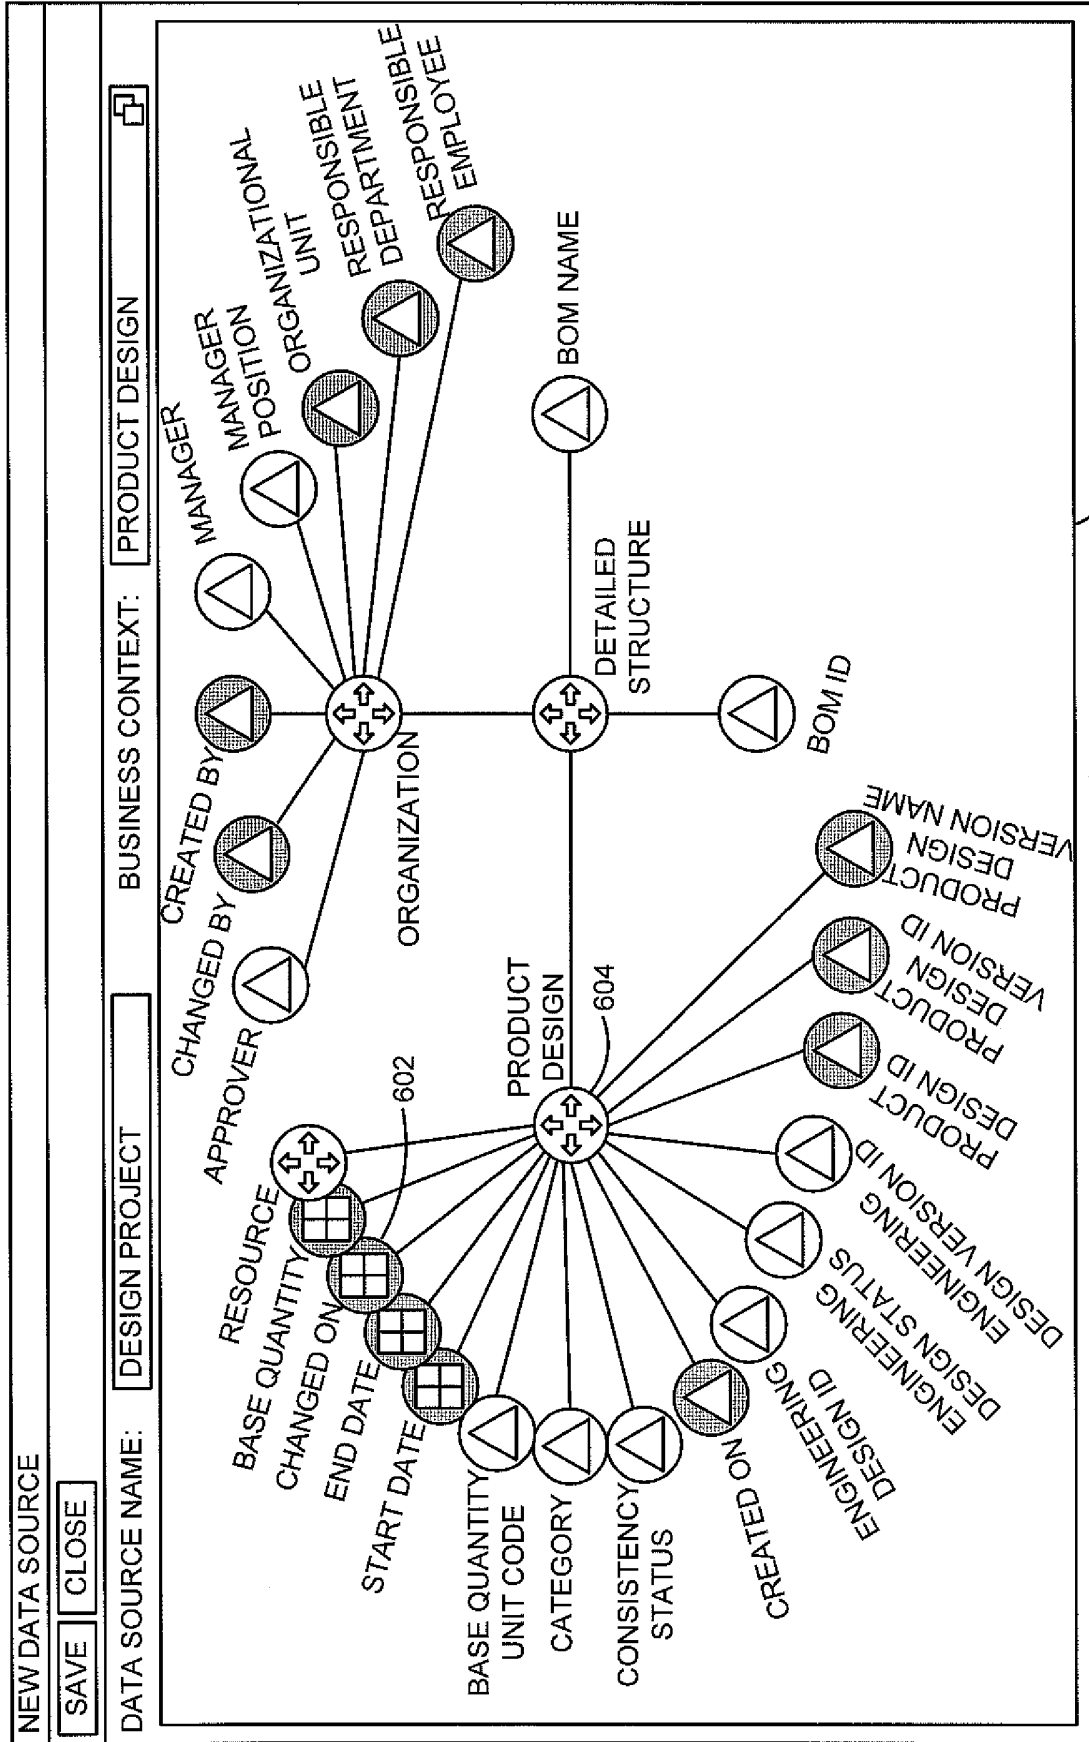 NEW DATA SOURCE
SAVE
CLOSE
DATA SOURCE NAME:
DESIGN PROJECT
BUSINESS CONTEXT:
PRODUCT DESIGN
APPROVER
CHANGED BY
CREATED BY
MANAGER
MANAGER
POSITION
ORGANIZATIONAL
UNIT
RESPONSIBLE
DEPARTMENT
RESPONSIBLE
EMPLOYEE
ORGANIZATION
RESOURCE
BASE QUANTITY
CHANGED ON
END DATE
START DATE
602
BASE QUANTITY
UNIT CODE
CATEGORY
CONSISTENCY
STATUS
CREATED ON
ENGINEERING
DESIGN ID
ENGINEERING
DESIGN STATUS
ENGINEERING
DESIGN VERSION ID
PRODUCT
DESIGN ID
PRODUCT
DESIGN
VERSION ID
PRODUCT
DESIGN
VERSION NAME
PRODUCT
DESIGN
604
DETAILED
STRUCTURE
BOM NAME
BOM ID